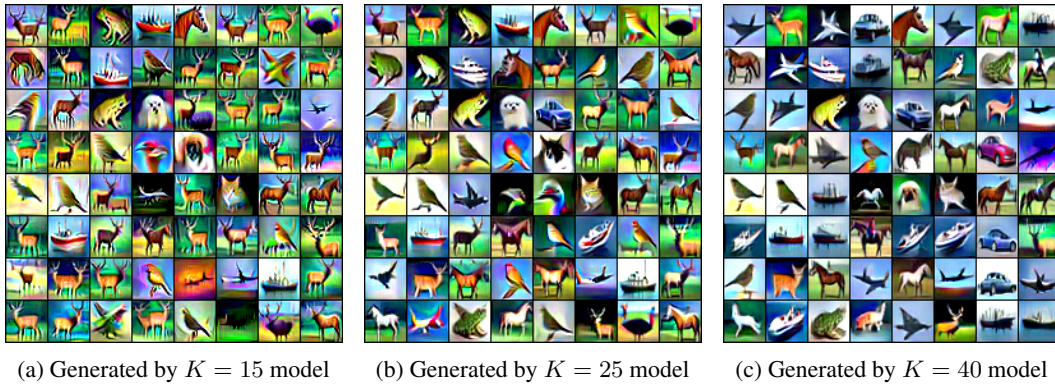 (a) Generated by K = 15 model
(b) Generated by K = 25 model
(c) Generated by K = 40 model